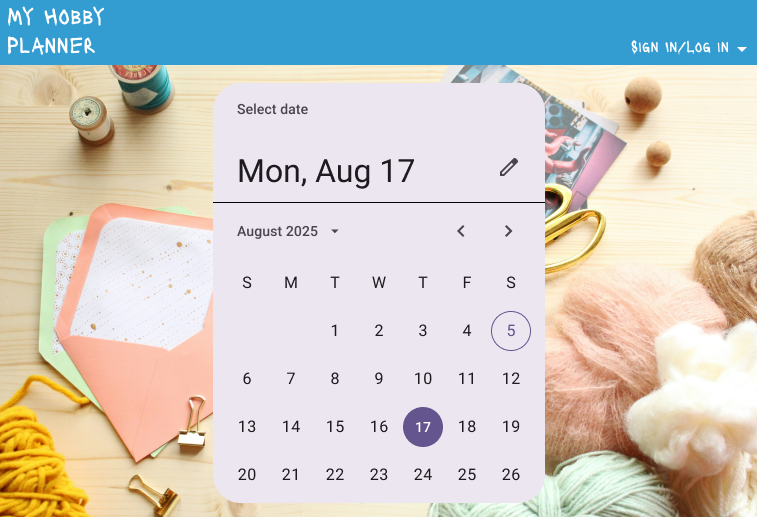 MY HOBBY
PLANNER
SIGN IN/LOG IN
Select date
Mon, Aug 17
August 2025
S M T W T F S
1 2 3 4 5
6 7 8 9 10 11 12
13 14 15 16 17 18 19
20 21 22 23 24 25 26